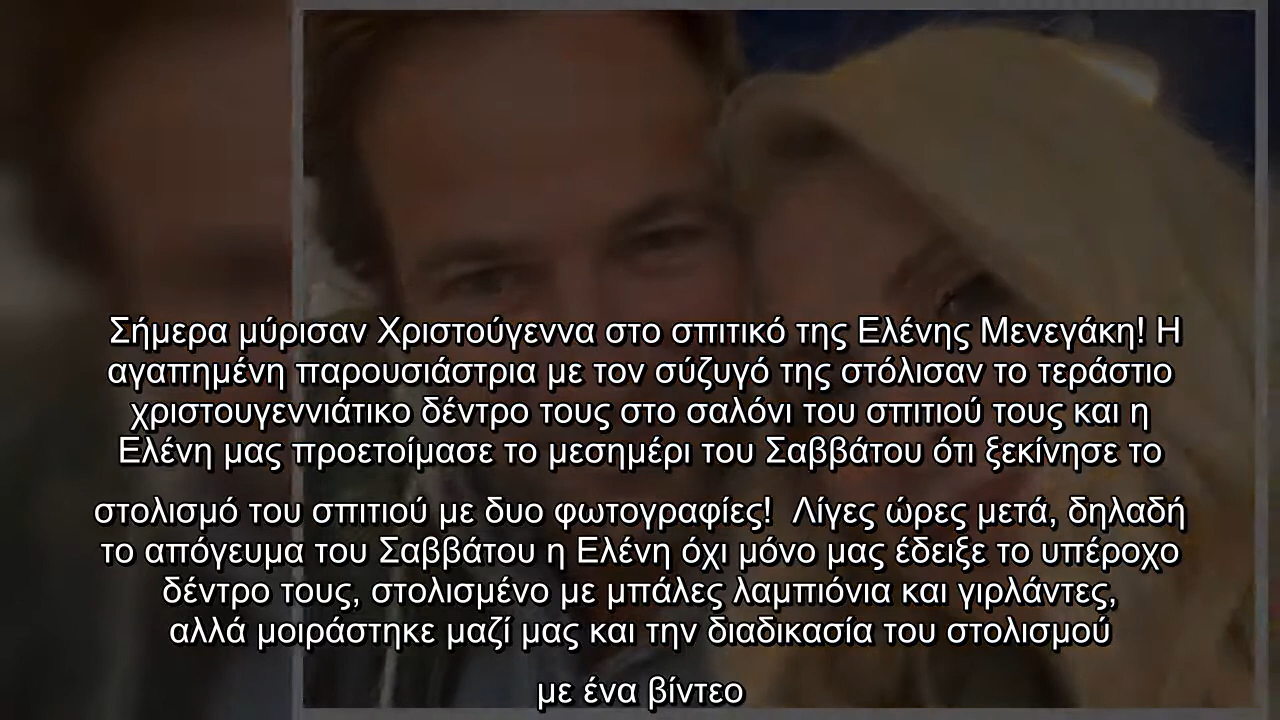 Σήμερα μύρισαν Χριστούγεννα στο σπιτικό της Ελένης Μενεγάκη! Η
αγαπημένη παρουσιάστρια με τον σύζυγό της στόλισαν το τεράστιο
χριστουγεννιάτικο δέντρο τους στο σαλόνι του σπιτιού τους και η
Ελένη μας προετοίμασε το μεσημέρι του Σαββάτου ότι ξεκίνησε το
στολισμό του σπιτιού με δυο φωτογραφίες!  Λίγες ώρες μετά, δηλαδή
το απόγευμα του Σαββάτου η Ελένη όχι μόνο μας έδειξε το υπέροχο
δέντρο τους, στολισμένο με μπάλες λαμπιόνια και γιρλάντες,
αλλά μοιράστηκε μαζί μας και την διαδικασία του στολισμού
με ένα βίντεο